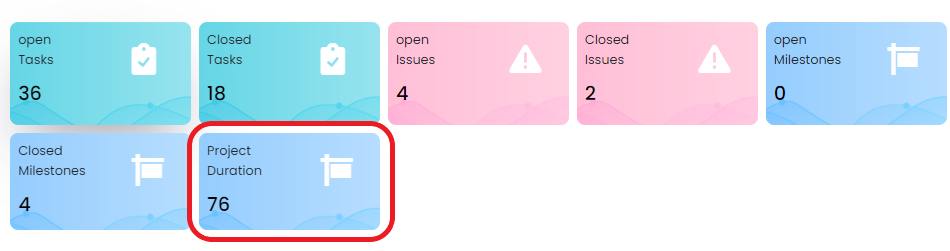 open
Tasks
36
Closed
Tasks
18
open
Issues
4
Closed
Issues
2
open
Milestones
0
Closed
Milestones
4
Project
Duration
76